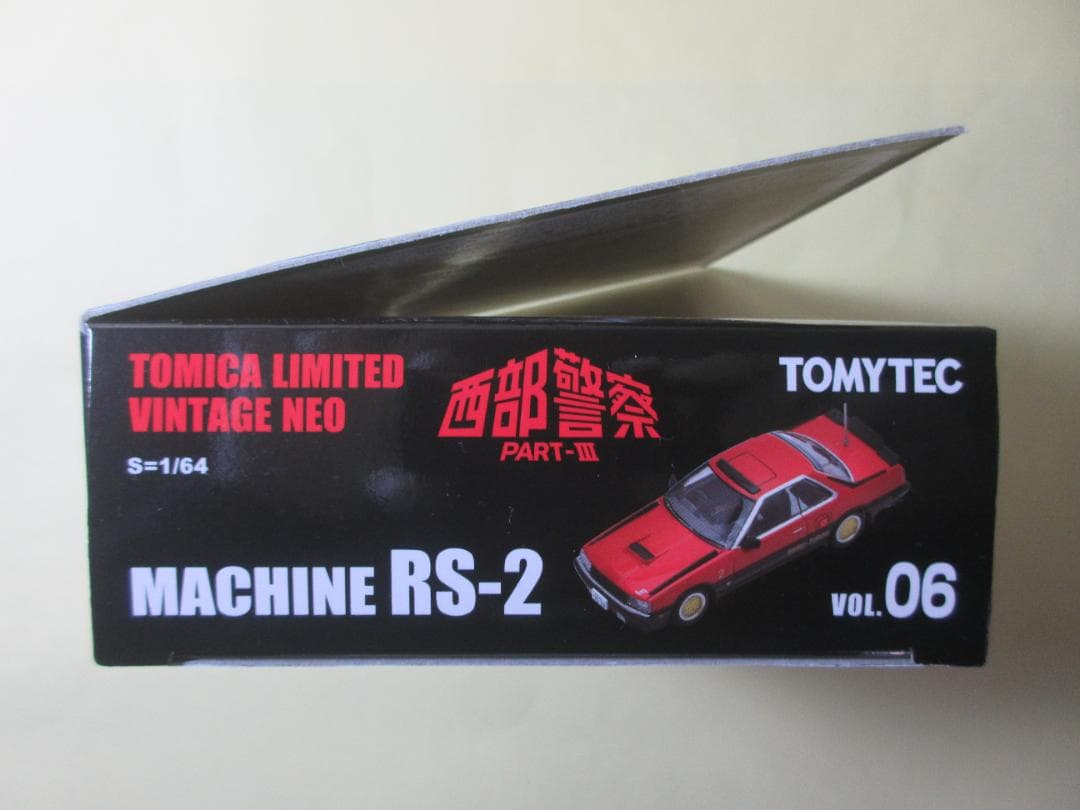 TOMICA LIMITED
VINTAGE NEO
S=1/64
西部警察
PART-III
TOMYTEC
MACHINE RS-2
VOL.06